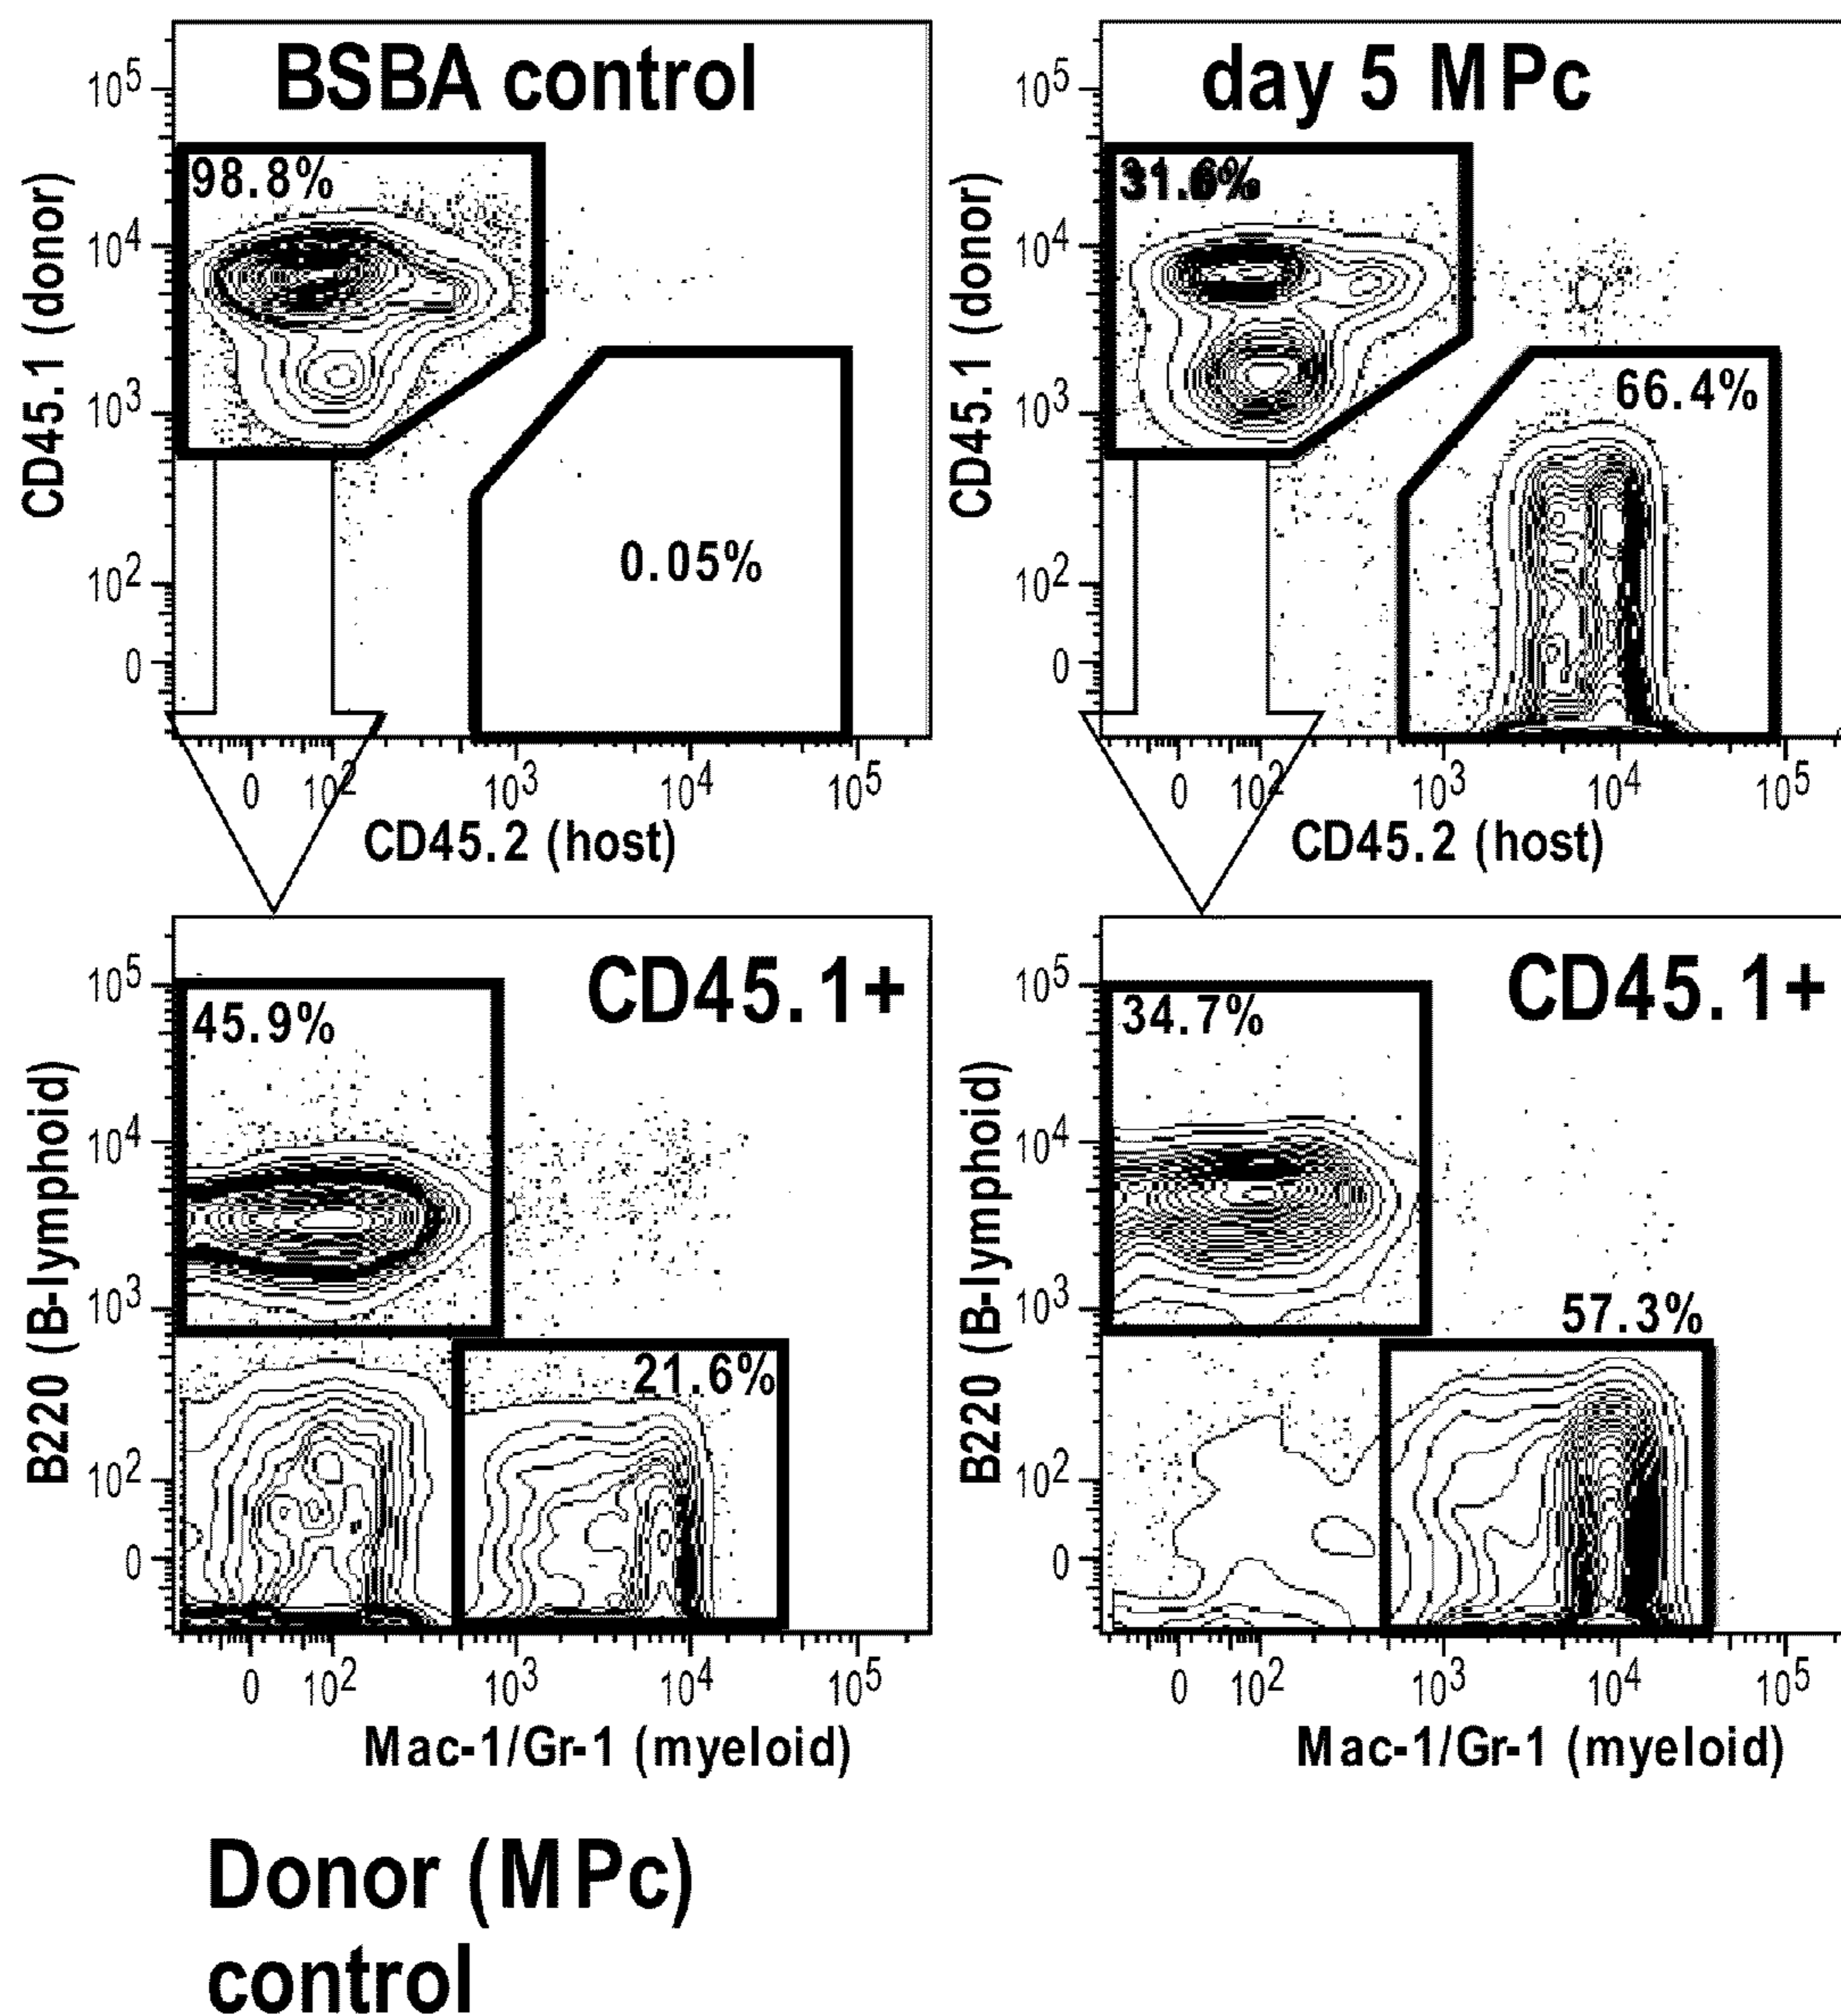 BSBA control
98.8%
0.05%
CD45.1 (donor)
10^5
10^4
10^3
10^2
0
0 10^2 10^3 10^4 10^5
CD45.2 (host)
day 5 MPc
66.4%
CD45.1 (donor)
10^5
10^4
10^3
10^2
0
0 10^2 10^3 10^4 10^5
CD45.2 (host)
CD45.1+
45.9%
21.6%
B220 (B-lymphoid)
10^5
10^4
10^3
10^2
0
0 10^2 10^3 10^4 10^5
Mac-1/Gr-1 (myeloid)
CD45.1+
34.7%
57.3%
B220 (B-lymphoid)
10^5
10^4
10^3
10^2
0
0 10^2 10^3 10^4 10^5
Mac-1/Gr-1 (myeloid)
Donor (MPc)
control